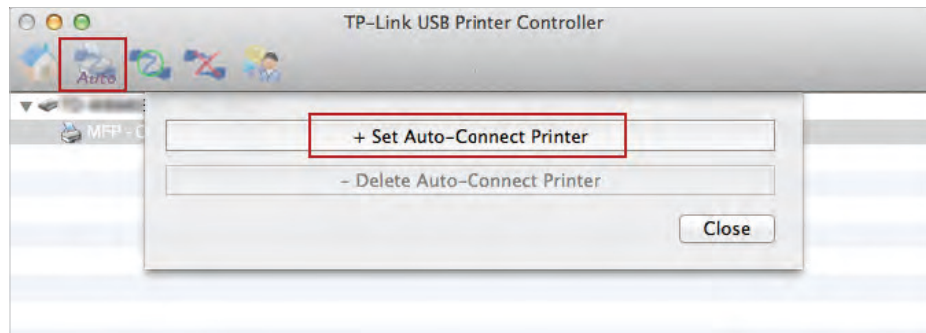 TP-Link USB Printer Controller
Auto
MFP - C
+ Set Auto-Connect Printer
- Delete Auto-Connect Printer
Close